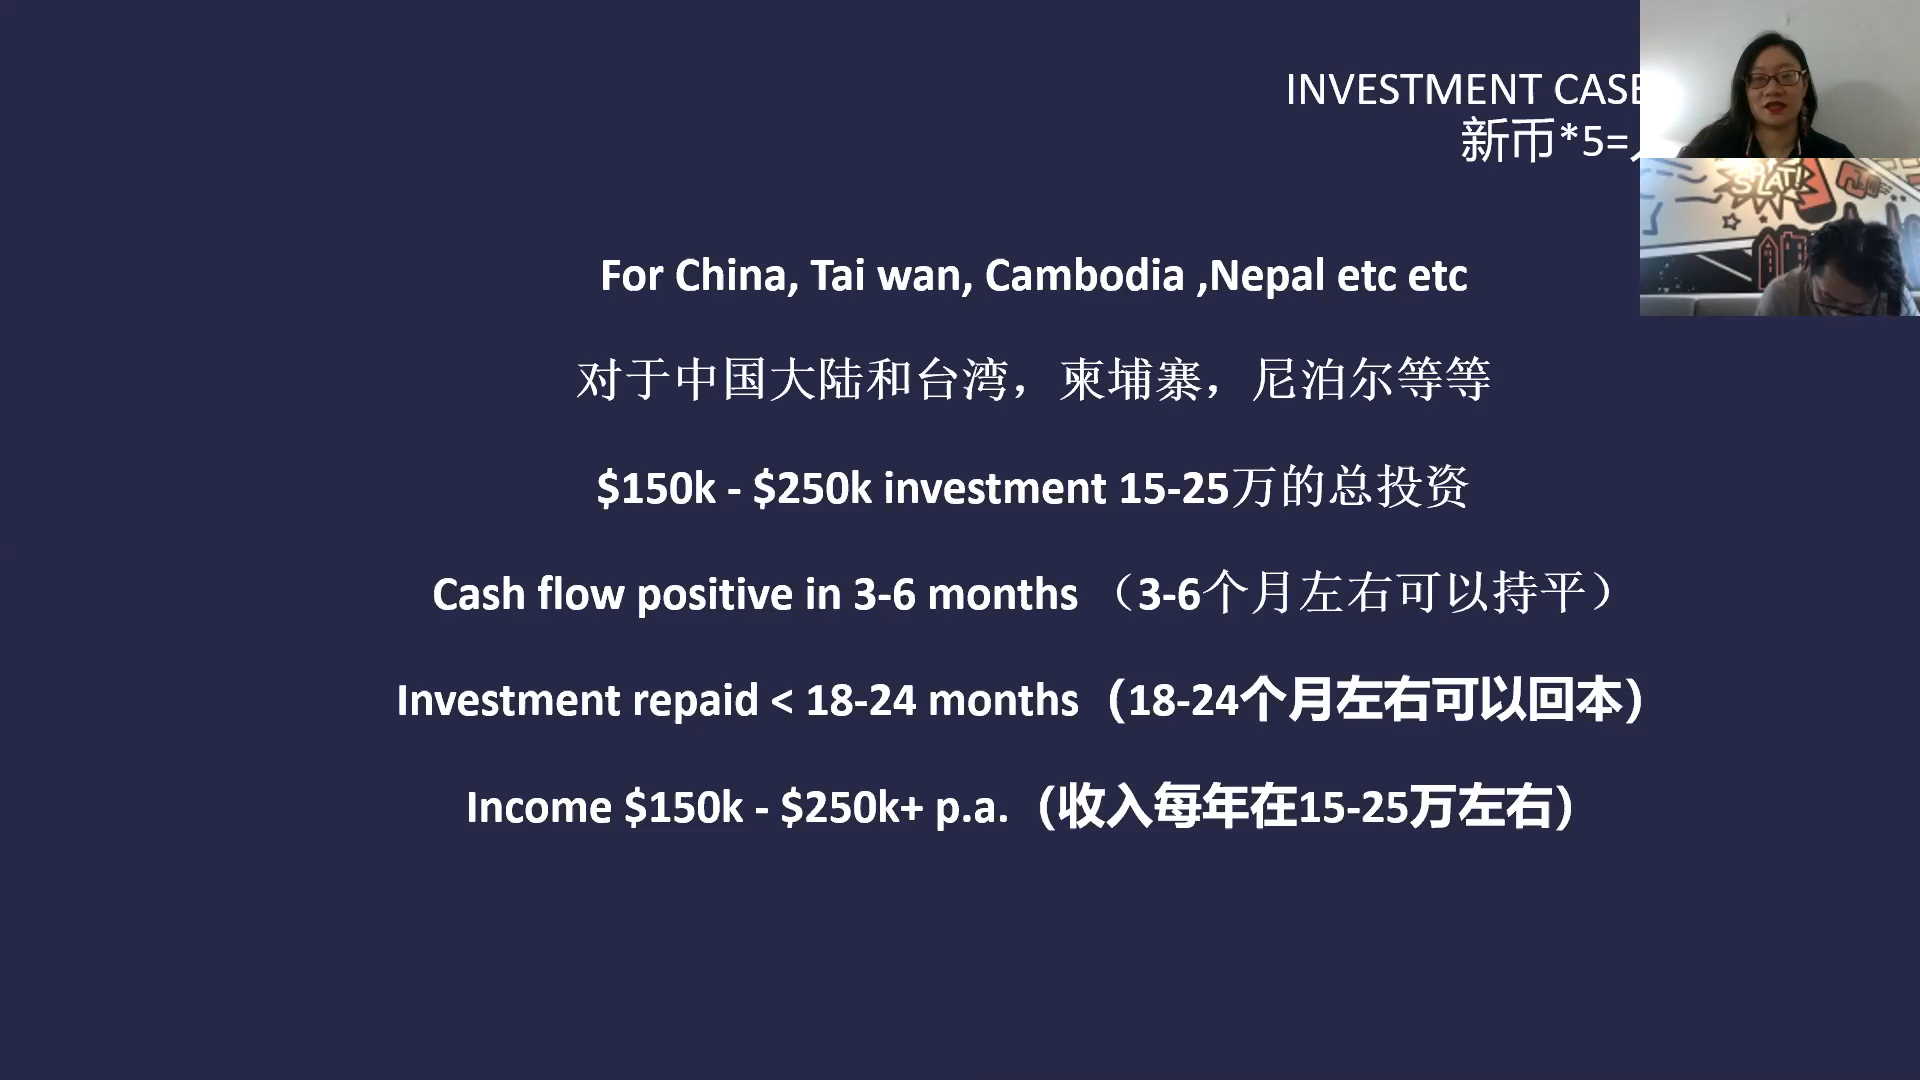 INVESTMENT CASE
新币*5=
SPLAT!
For China, Tai wan, Cambodia ,Nepal etc etc
对于中国大陆和台湾，柬埔寨，尼泊尔等等
$150k - $250k investment 15-25万的总投资
Cash flow positive in 3-6 months （3-6个月左右可以持平）
Investment repaid < 18-24 months（18-24个月左右可以回本）
Income $150k - $250k+ p.a.（收入每年在15-25万左右）